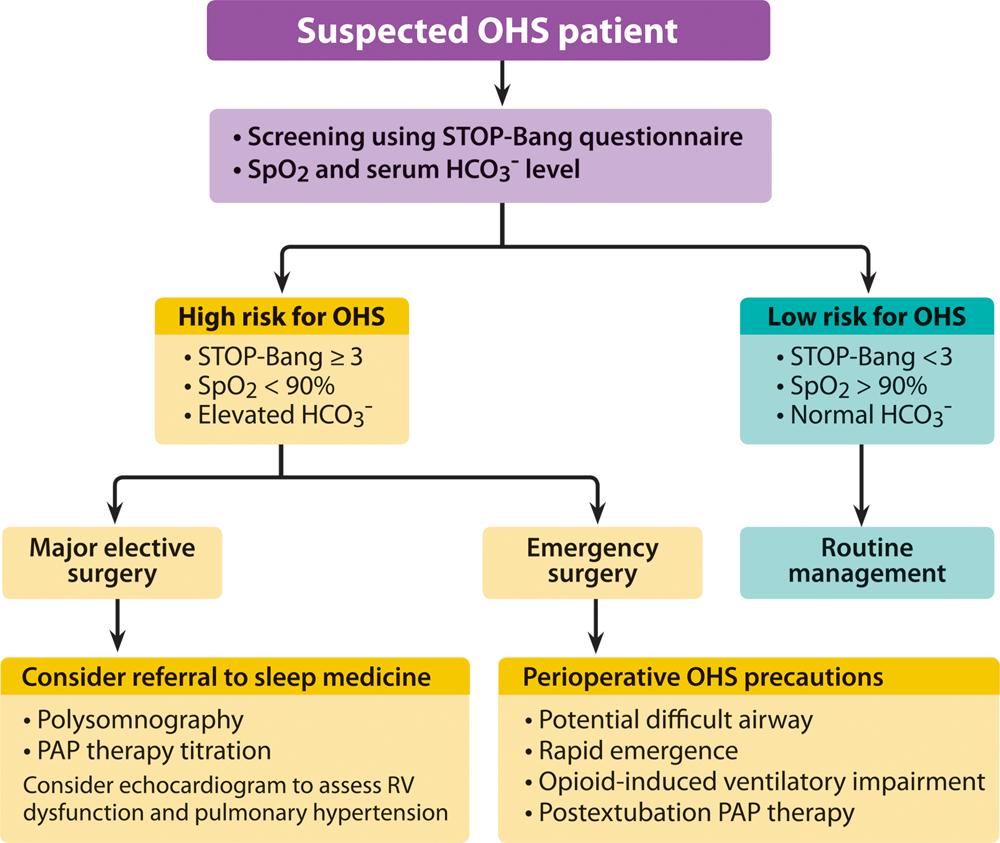 Suspected OHS patient
• Screening using STOP-Bang questionnaire
• SpO₂ and serum HCO₃⁻ level
High risk for OHS
• STOP-Bang ≥ 3
• SpO₂ < 90%
• Elevated HCO₃⁻
Low risk for OHS
• STOP-Bang <3
• SpO₂ > 90%
• Normal HCO₃⁻
Major elective
surgery
Emergency
surgery
Routine
management
Consider referral to sleep medicine
• Polysomnography
• PAP therapy titration
Consider echocardiogram to assess RV
dysfunction and pulmonary hypertension
Perioperative OHS precautions
• Potential difficult airway
• Rapid emergence
• Opioid-induced ventilatory impairment
• Postextubation PAP therapy